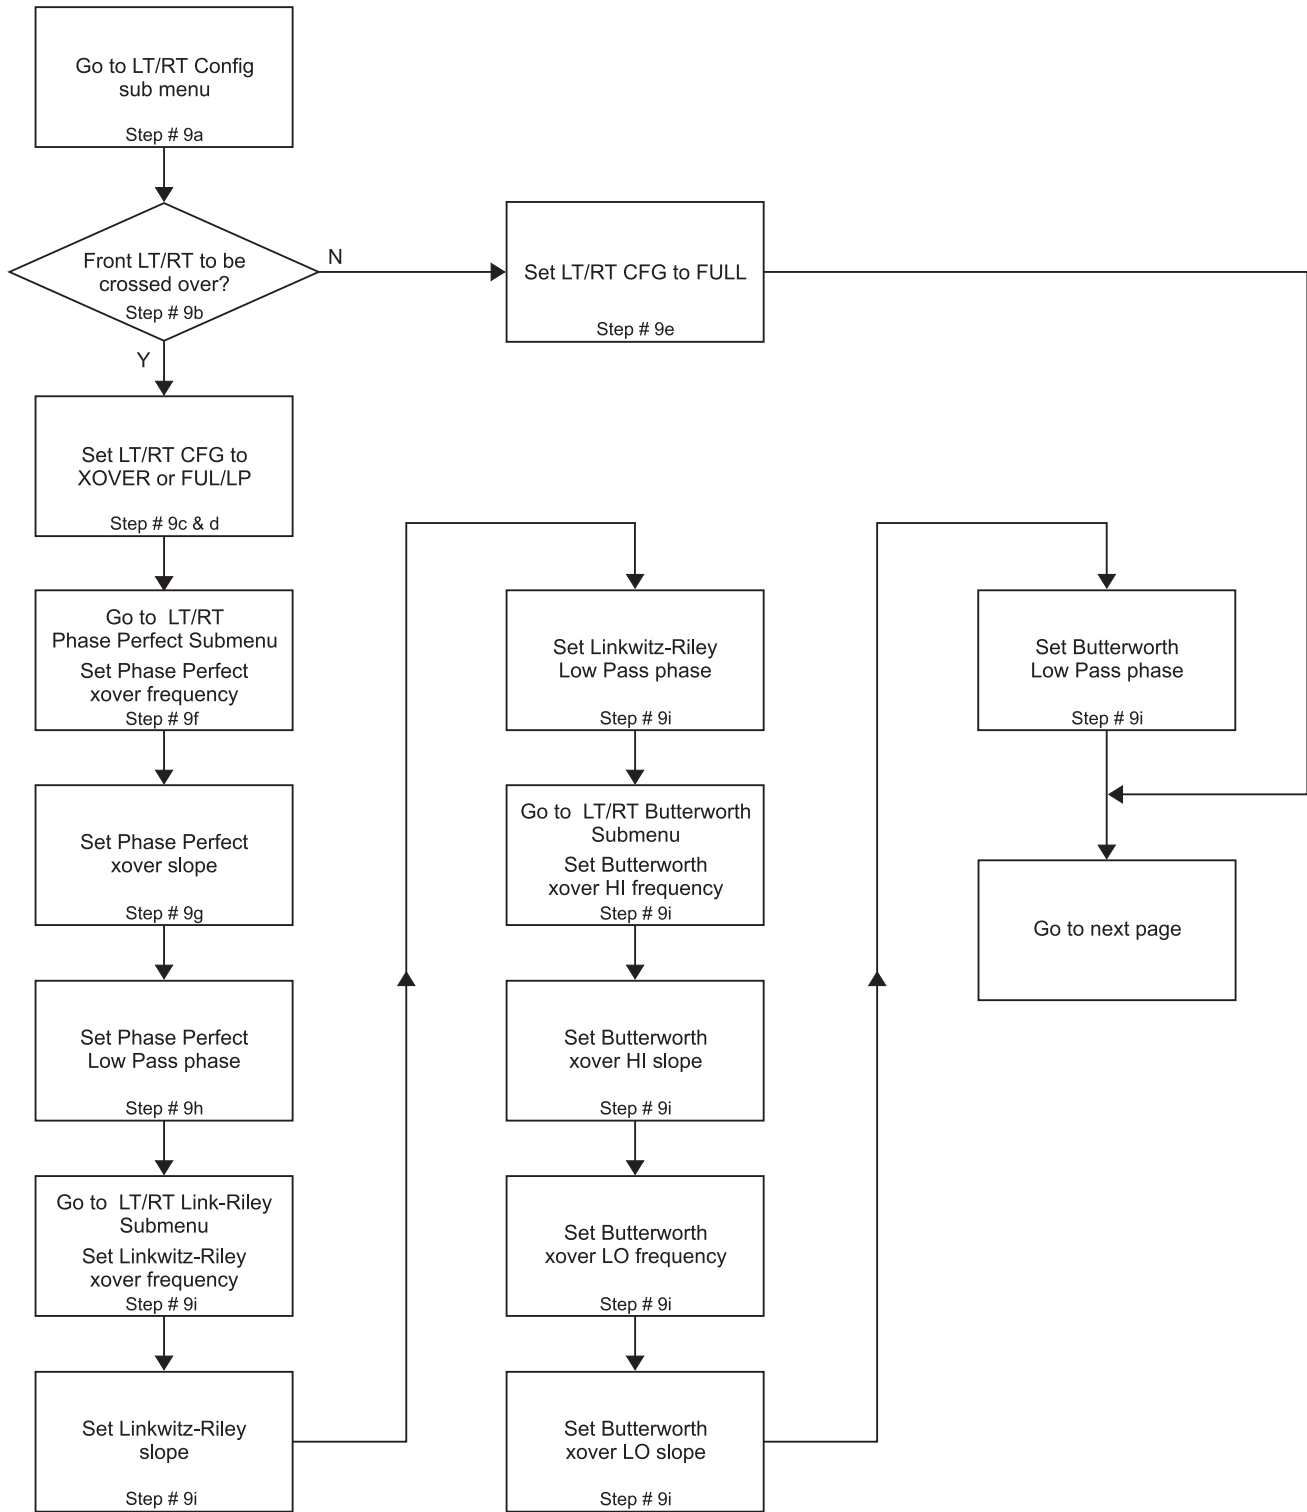 Go to LT/RT Config
sub menu
Step # 9a
Front LT/RT to be
crossed over?
Step # 9b
N
Y
Set LT/RT CFG to FULL
Step # 9e
Set LT/RT CFG to
XOVER or FUL/LP
Step # 9c & d
Go to LT/RT
Phase Perfect Submenu
Set Phase Perfect
xover frequency
Step # 9f
Set Phase Perfect
xover slope
Step # 9g
Set Phase Perfect
Low Pass phase
Step # 9h
Go to LT/RT Link-Riley
Submenu
Set Linkwitz-Riley
xover frequency
Step # 9i
Set Linkwitz-Riley
slope
Step # 9i
Set Linkwitz-Riley
Low Pass phase
Step # 9i
Go to LT/RT Butterworth
Submenu
Set Butterworth
xover HI frequency
Step # 9i
Set Butterworth
xover HI slope
Step # 9i
Set Butterworth
xover LO frequency
Step # 9i
Set Butterworth
xover LO slope
Step # 9i
Set Butterworth
Low Pass phase
Step # 9i
Go to next page